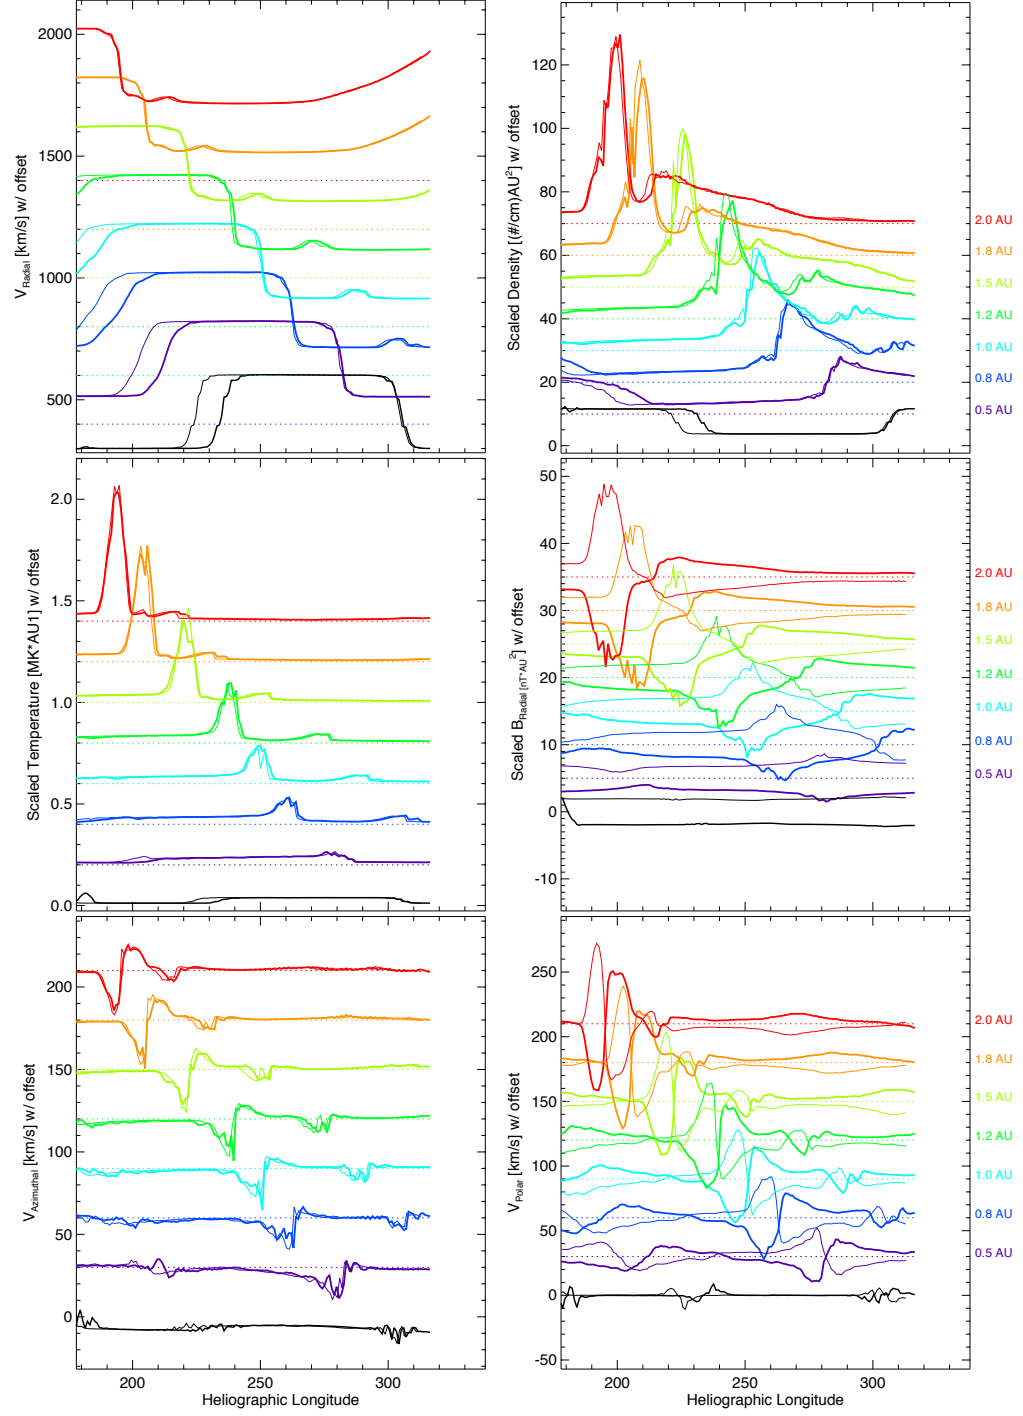 2000
1500
1000
500
V_Radial [km/s] w/ offset
120
100
80
60
40
20
0
Scaled Density [(#/cm)AU²] w/ offset
2.0 AU
1.8 AU
1.5 AU
1.2 AU
1.0 AU
0.8 AU
0.5 AU
2.0
1.5
1.0
0.5
0.0
Scaled Temperature [MK*AU1] w/ offset
50
40
30
20
10
0
-10
Scaled B_Radial [nT*AU²] w/ offset
2.0 AU
1.8 AU
1.5 AU
1.2 AU
1.0 AU
0.8 AU
0.5 AU
200
150
100
50
0
V_Azimuthal [km/s] w/ offset
200
250
300
Heliographic Longitude
250
200
150
100
50
0
-50
V_Polar [km/s] w/ offset
2.0 AU
1.8 AU
1.5 AU
1.2 AU
1.0 AU
0.8 AU
0.5 AU
200
250
300
Heliographic Longitude